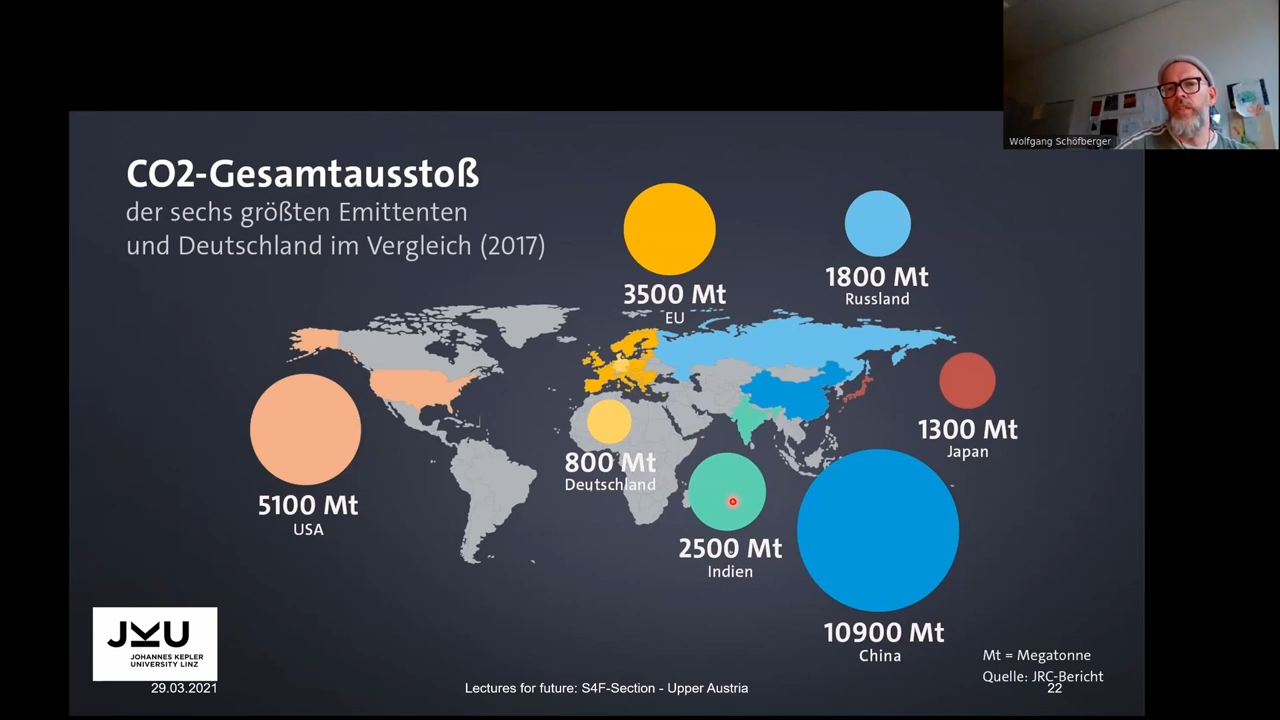 Wolfgang Schöfberger
CO2-Gesamtausstoß
der sechs größten Emittenten
und Deutschland im Vergleich (2017)
3500 Mt
EU
1800 Mt
Russland
1300 Mt
Japan
800 Mt
Deutschland
5100 Mt
USA
2500 Mt
Indien
10900 Mt
China
Mt = Megatonne
Quelle: JRC-Bericht
JKU
JOHANNES KEPLER
UNIVERSITY LINZ
29.03.2021
Lectures for future: S4F-Section - Upper Austria
22